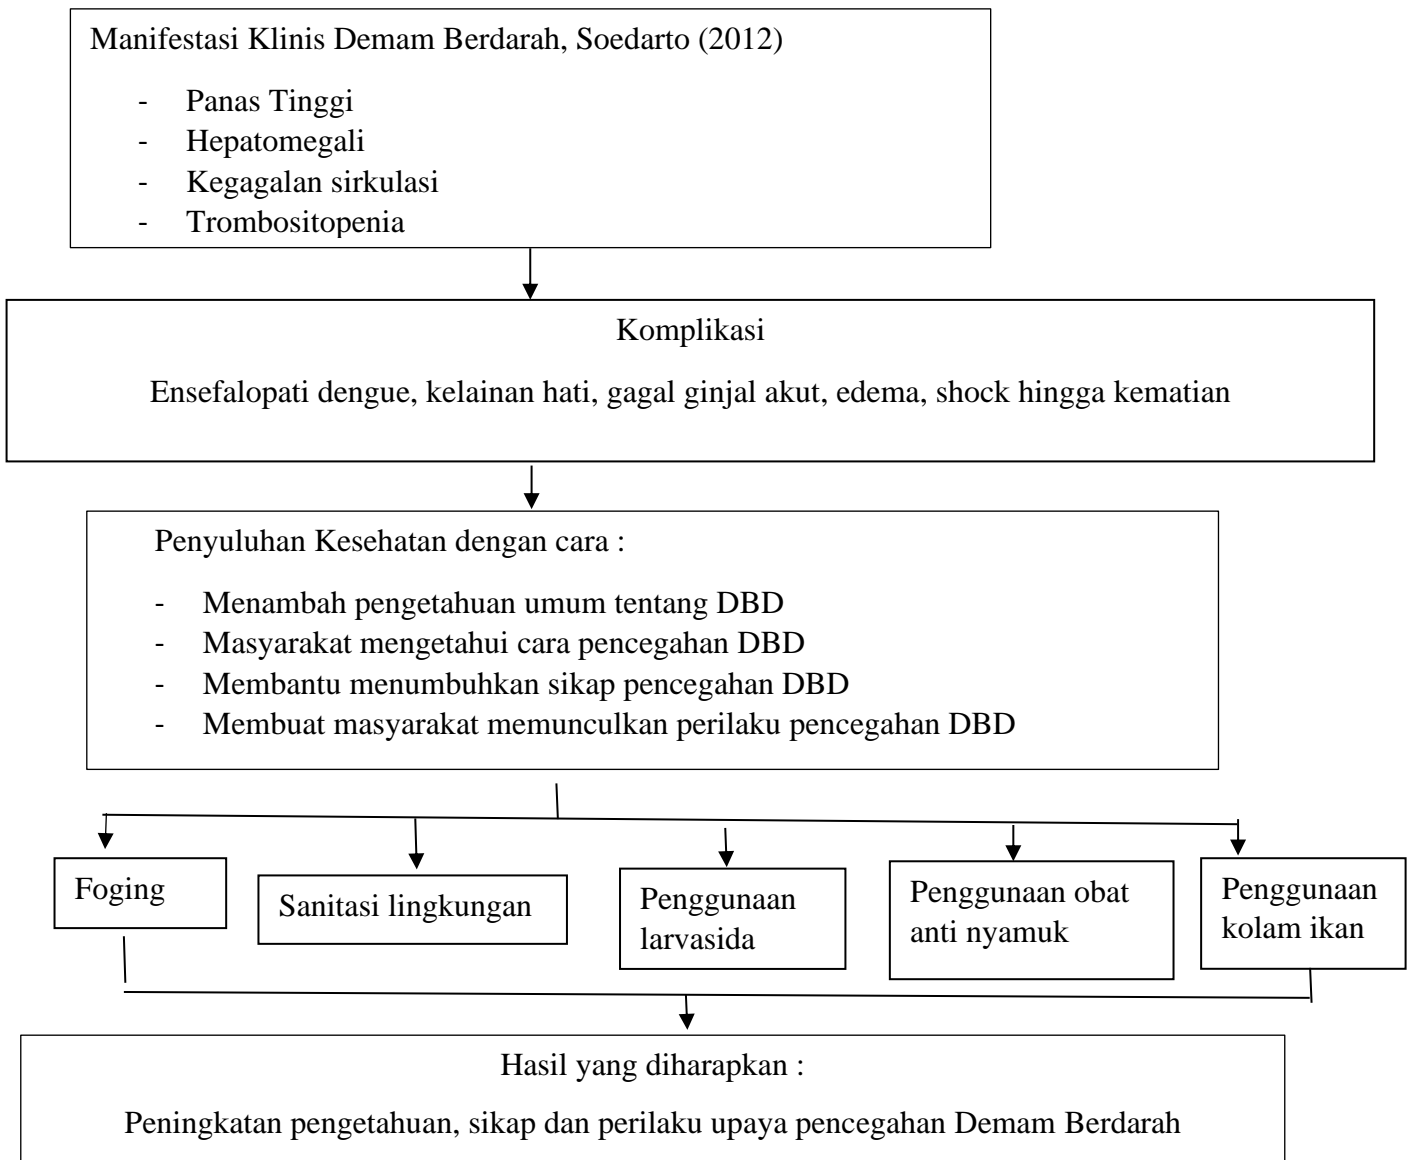 Manifestasi Klinis Demam Berdarah, Soedarto (2012)
- Panas Tinggi
- Hepatomegali
- Kegagalan sirkulasi
- Trombositopenia
Komplikasi
Ensefalopati dengue, kelainan hati, gagal ginjal akut, edema, shock hingga kematian
Penyuluhan Kesehatan dengan cara :
- Menambah pengetahuan umum tentang DBD
- Masyarakat mengetahui cara pencegahan DBD
- Membantu menumbuhkan sikap pencegahan DBD
- Membuat masyarakat memunculkan perilaku pencegahan DBD
Foging
Sanitasi lingkungan
Penggunaan
larvasida
Penggunaan obat
anti nyamuk
Penggunaan
kolam ikan
Hasil yang diharapkan :
Peningkatan pengetahuan, sikap dan perilaku upaya pencegahan Demam Berdarah